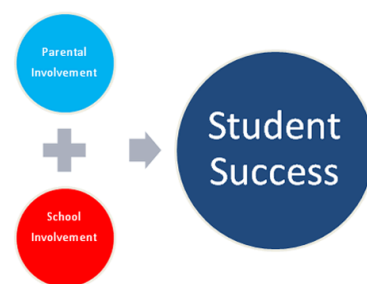 Parental
Involvement
School
Involvement
Student
Success